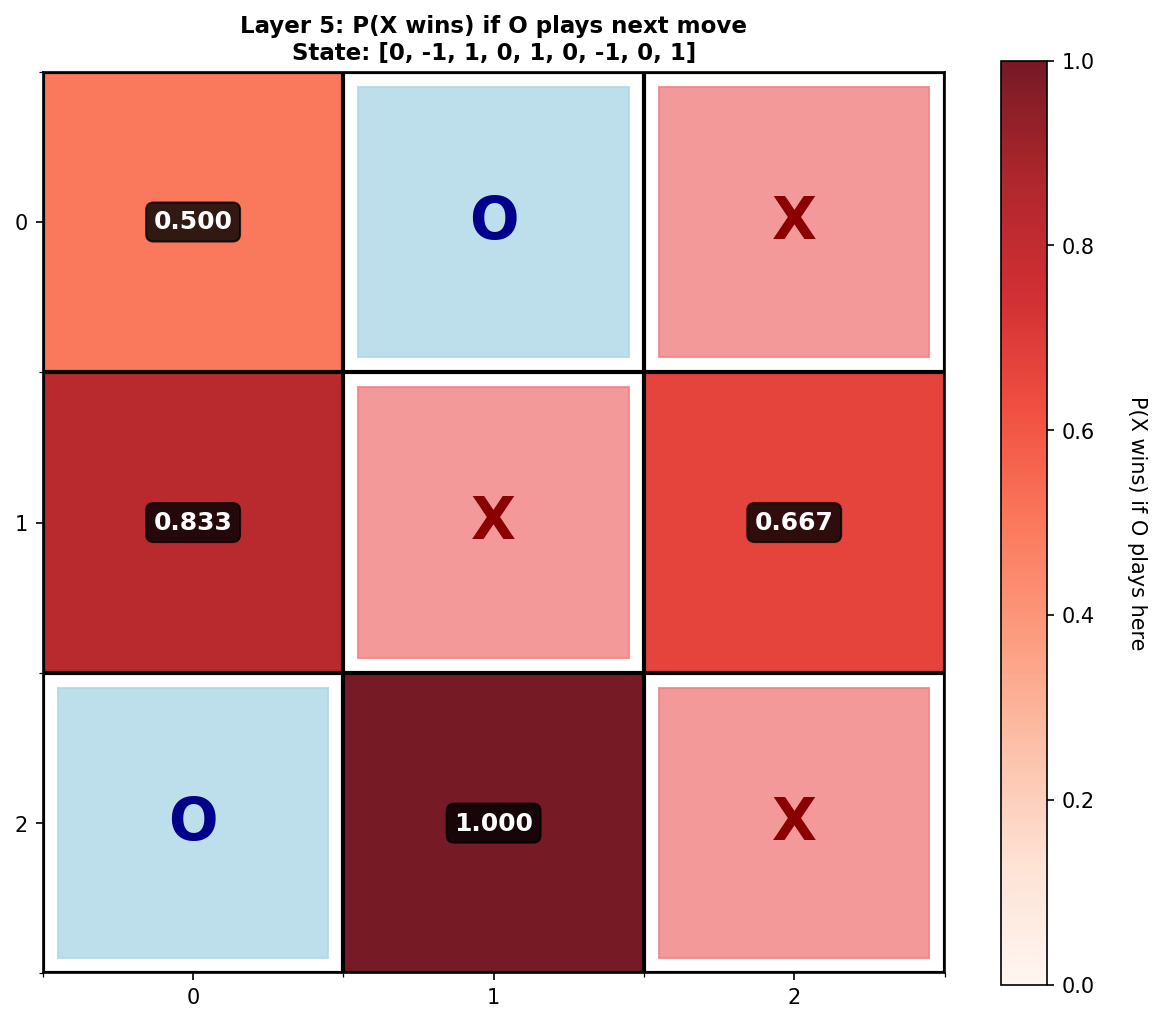 Layer 5: P(X wins) if O plays next move
State: [0, -1, 1, 0, 1, 0, -1, 0, 1]
0
0.500
O
X
1
0.833
X
0.667
2
O
1.000
X
0
1
2
1.0
0.8
0.6
0.4
0.2
0.0
P(X wins) if O plays here